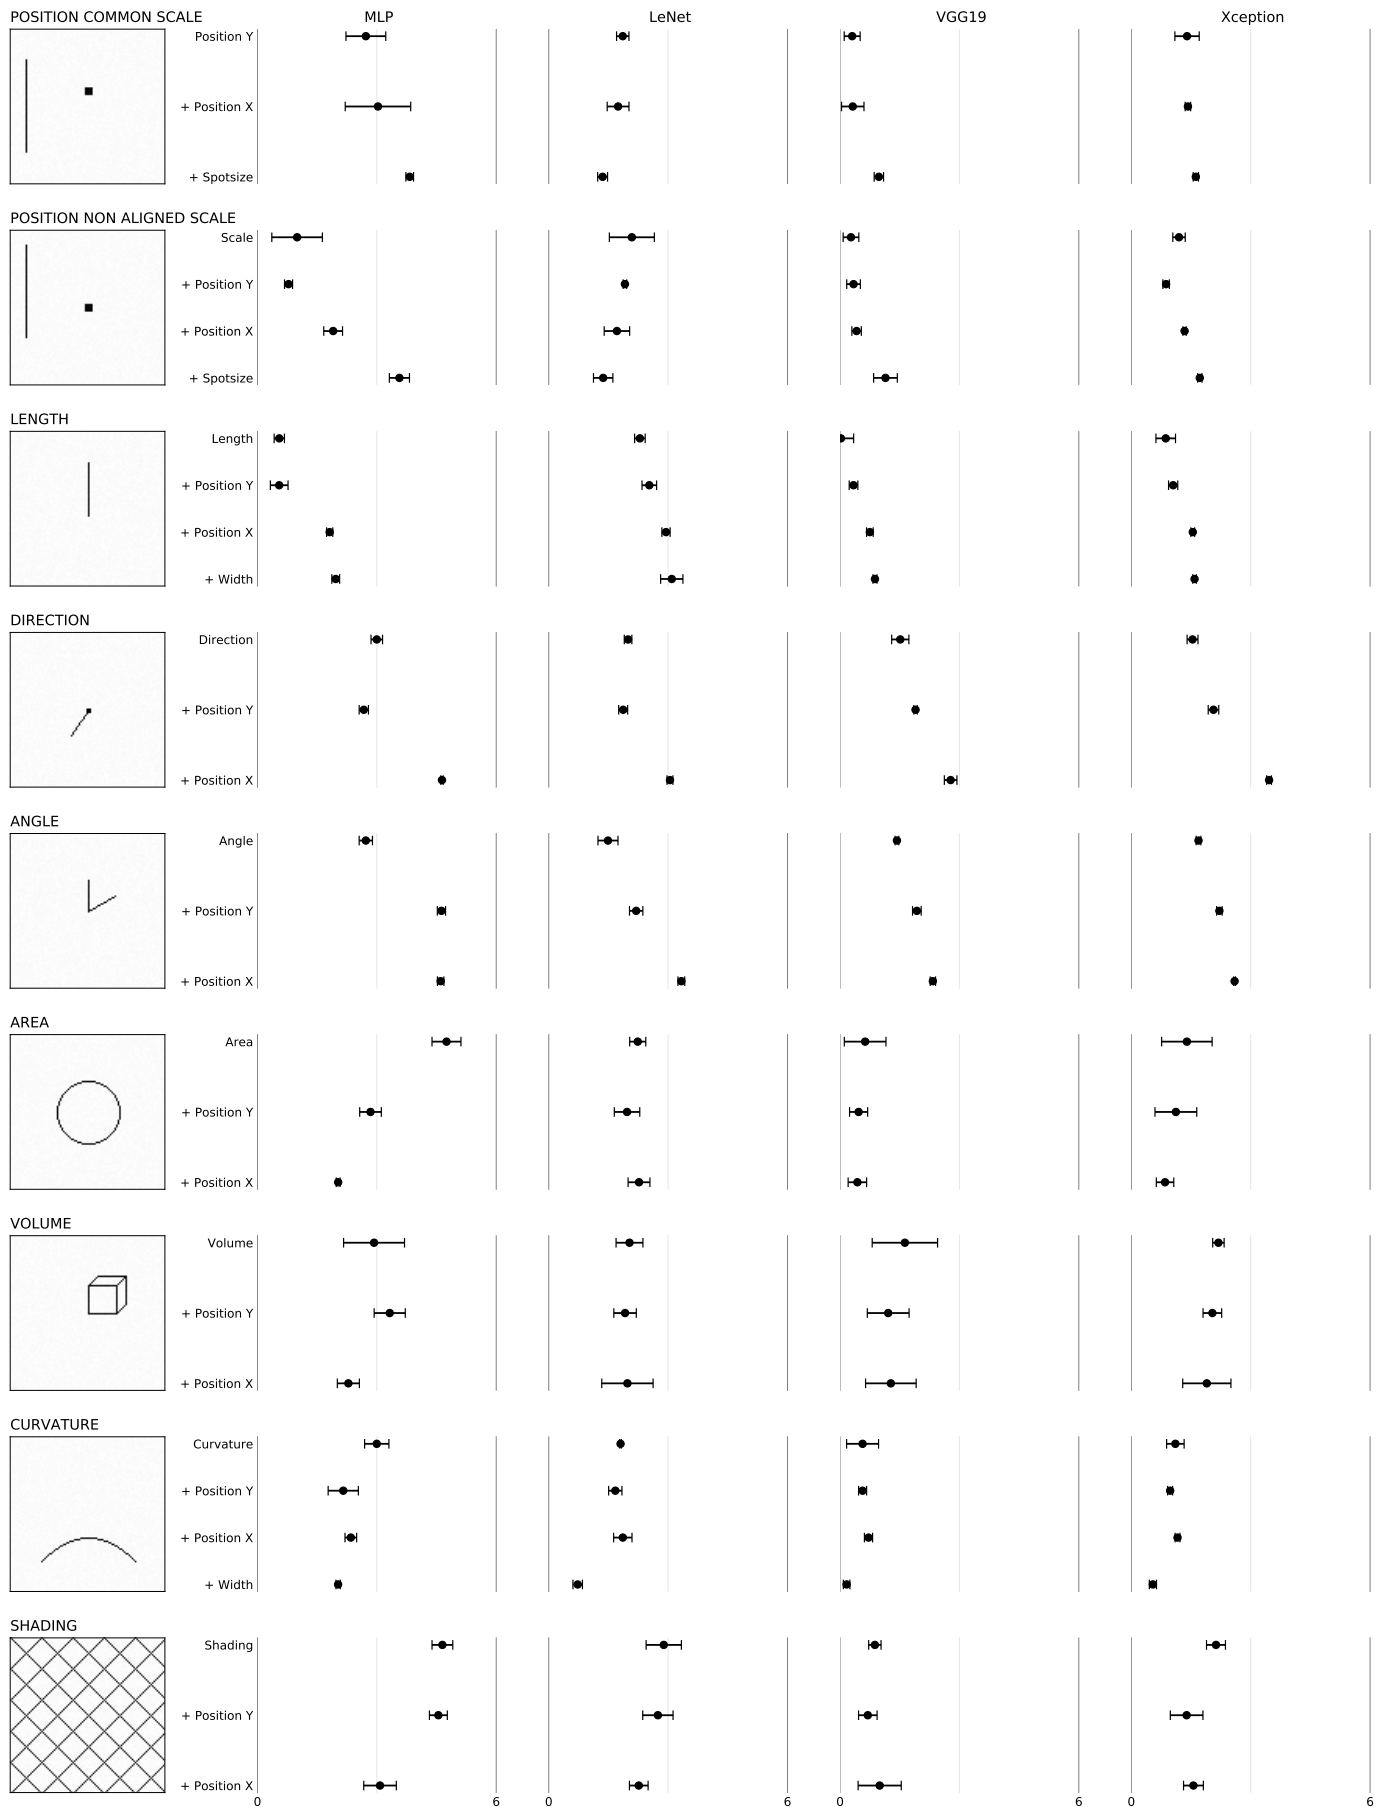 POSITION COMMON SCALE MLP LeNet VGG19 Xception
Position Y
+ Position X
+ Spotsize
POSITION NON ALIGNED SCALE
Scale
+ Position Y
+ Position X
+ Spotsize
LENGTH
Length
+ Position Y
+ Position X
+ Width
DIRECTION
Direction
+ Position Y
+ Position X
ANGLE
Angle
+ Position Y
+ Position X
AREA
Area
+ Position Y
+ Position X
VOLUME
Volume
+ Position Y
+ Position X
CURVATURE
Curvature
+ Position Y
+ Position X
+ Width
SHADING
Shading
+ Position Y
+ Position X
0 6 0 6 0 6 0 6